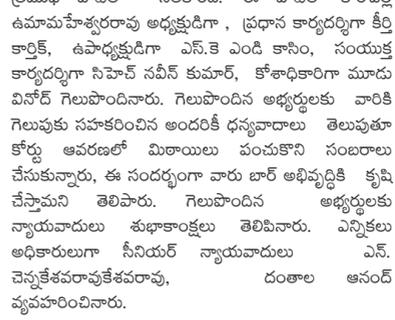 ఉమామహేశ్వరరావు అధ్యక్షుడిగా , ప్రధాన కార్యదర్శిగా కీర్తి
కార్తిక్, ఉపాధ్యక్షుడిగా ఎస్.కె ఎండి కాసిం, సంయుక్త
కార్యదర్శిగా సిహెచ్ నవీన్ కుమార్, కోశాధికారిగా మూడు
వినోద్ గెలుపొందినారు. గెలుపొందిన అభ్యర్థులకు వారికి
గెలుపుకు సహకరించిన అందరికీ ధన్యవాదాలు తెలుపుతూ
కోర్టు ఆవరణలో మిఠాయిలు పంచుకొని సంబరాలు
చేసుకున్నారు, ఈ సందర్భంగా వారు బార్ అభివృద్ధికి కృషి
చేస్తామని తెలిపారు. గెలుపొందిన అభ్యర్థులకు
న్యాయవాదులు శుభాకాంక్షలు తెలిపినారు. ఎన్నికలు
అధికారులుగా సీనియర్ న్యాయవాదులు ఎన్.
చెన్నకేశవరావుకేశవరావు, దంతాల ఆనంద్
వ్యవహరించినారు.